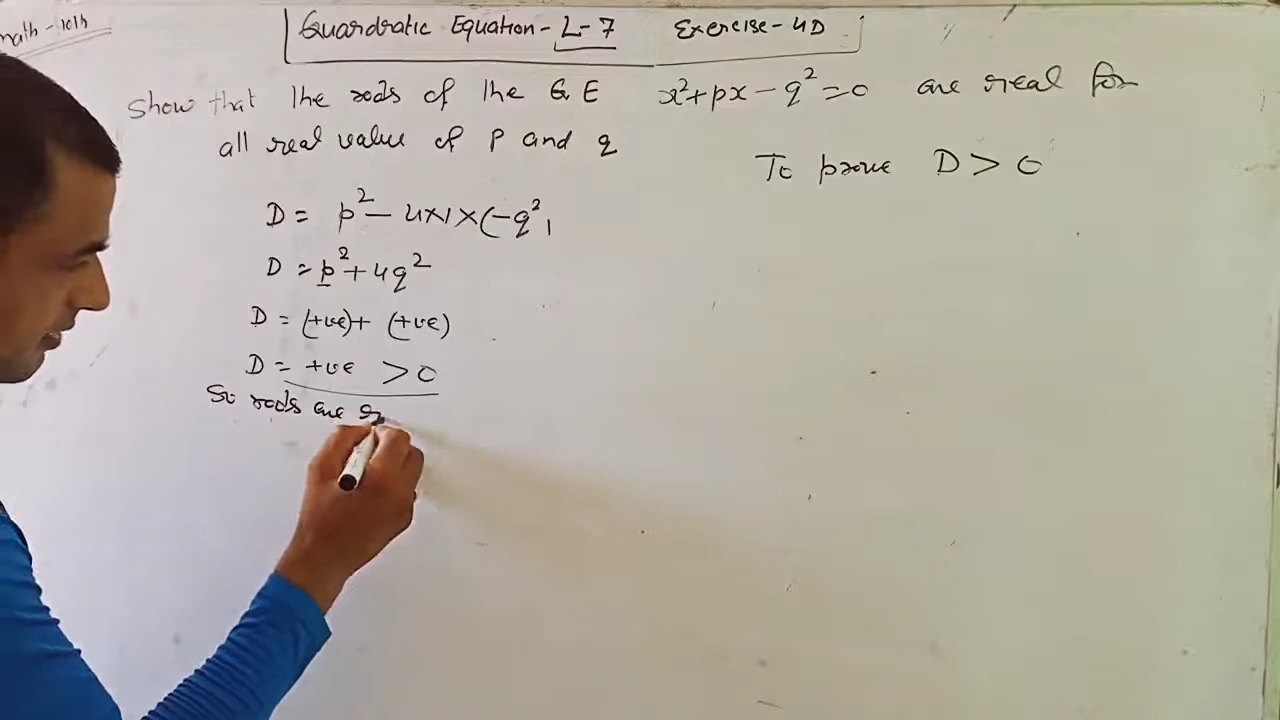 math-10th
Quardratic Equation - L-7 Exercise-4D
Show that the roots of the Q E x²+px-q²=0 are real for
all real value of p and q
To prove D > 0
D = p² - 4×1×(-q²)
D = p² + 4q²
D = (+ve) + (+ve)
D = +ve > 0
So roots are